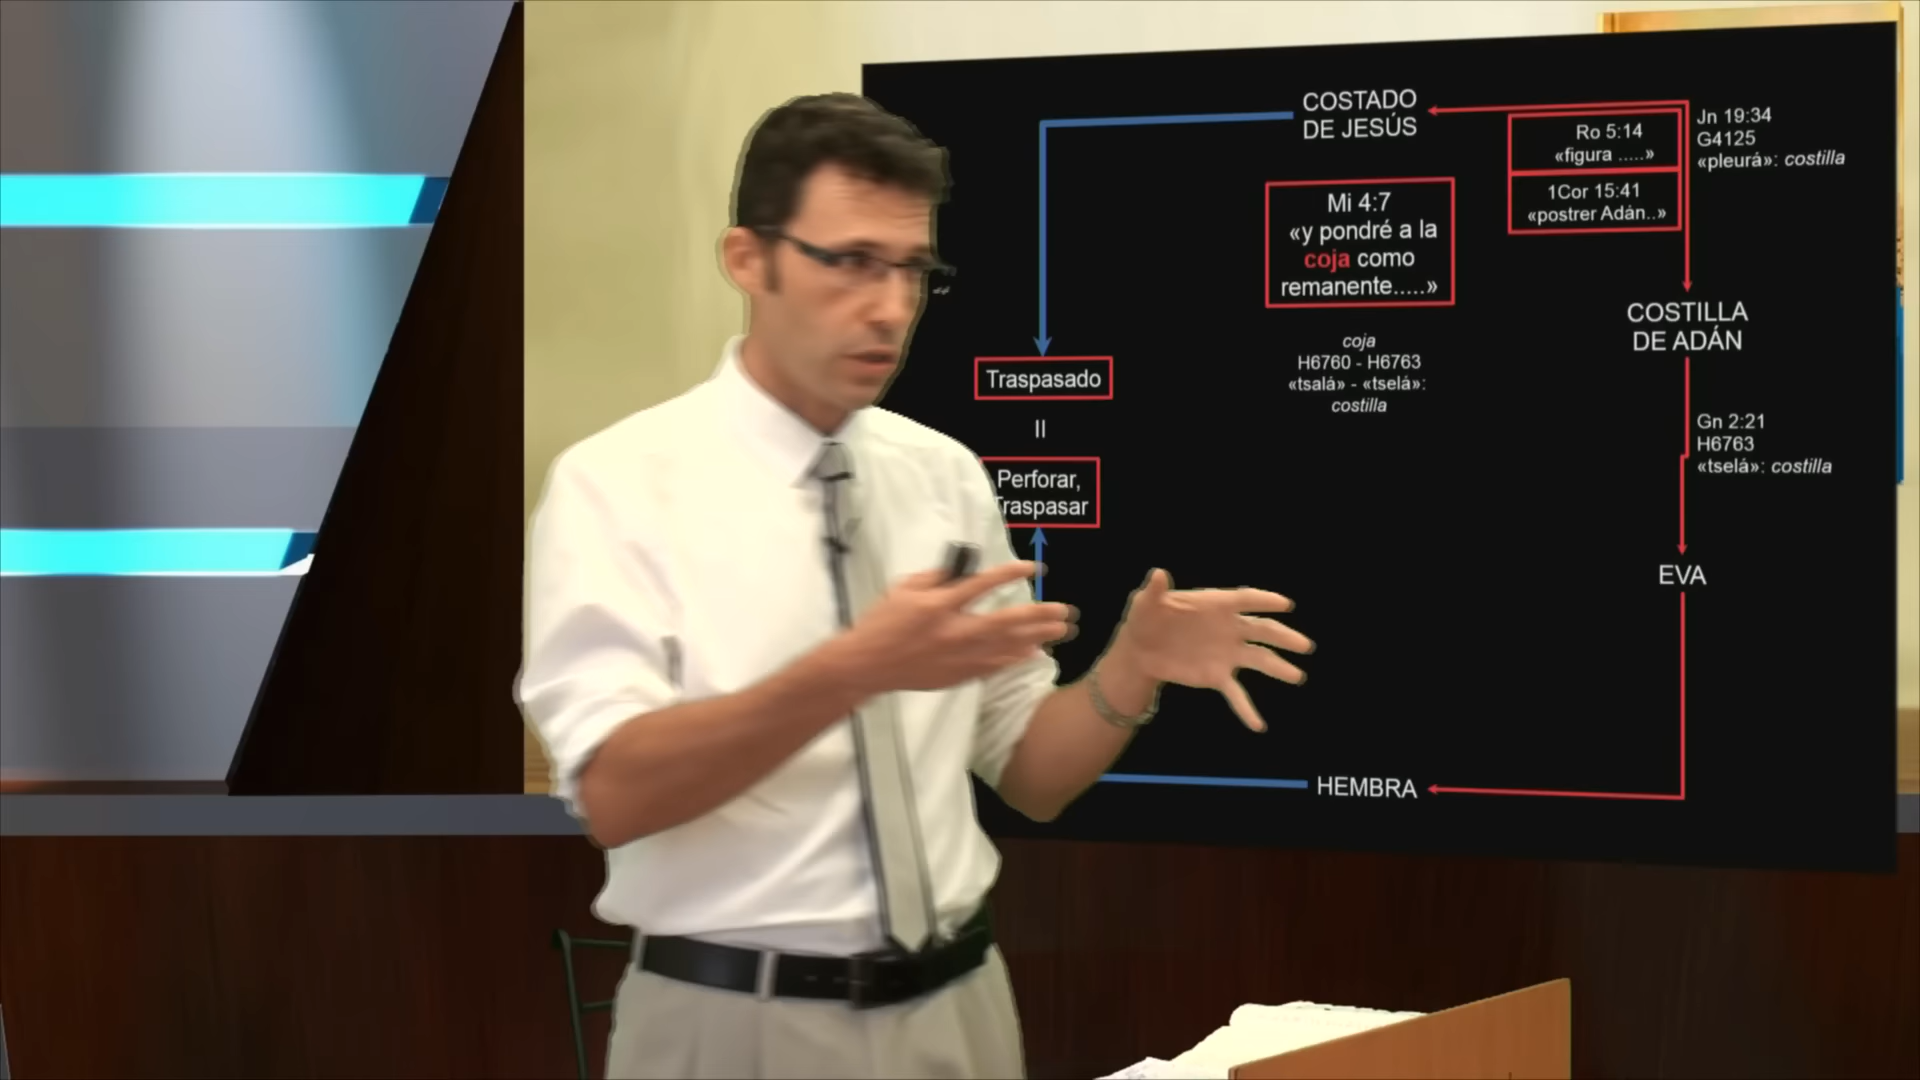 COSTADO
DE JESÚS
Jn 19:34
G4125
«pleurá»: costilla
Ro 5:14
«figura .....»
1Cor 15:41
«postrer Adán..»
Mi 4:7
«y pondré a la
coja como
remanente.....»
coja
H6760 - H6763
«tsalá» - «tselá»:
costilla
COSTILLA
DE ADÁN
Traspasado
II
Perforar,
Traspasar
Gn 2:21
H6763
«tselá»: costilla
EVA
HEMBRA